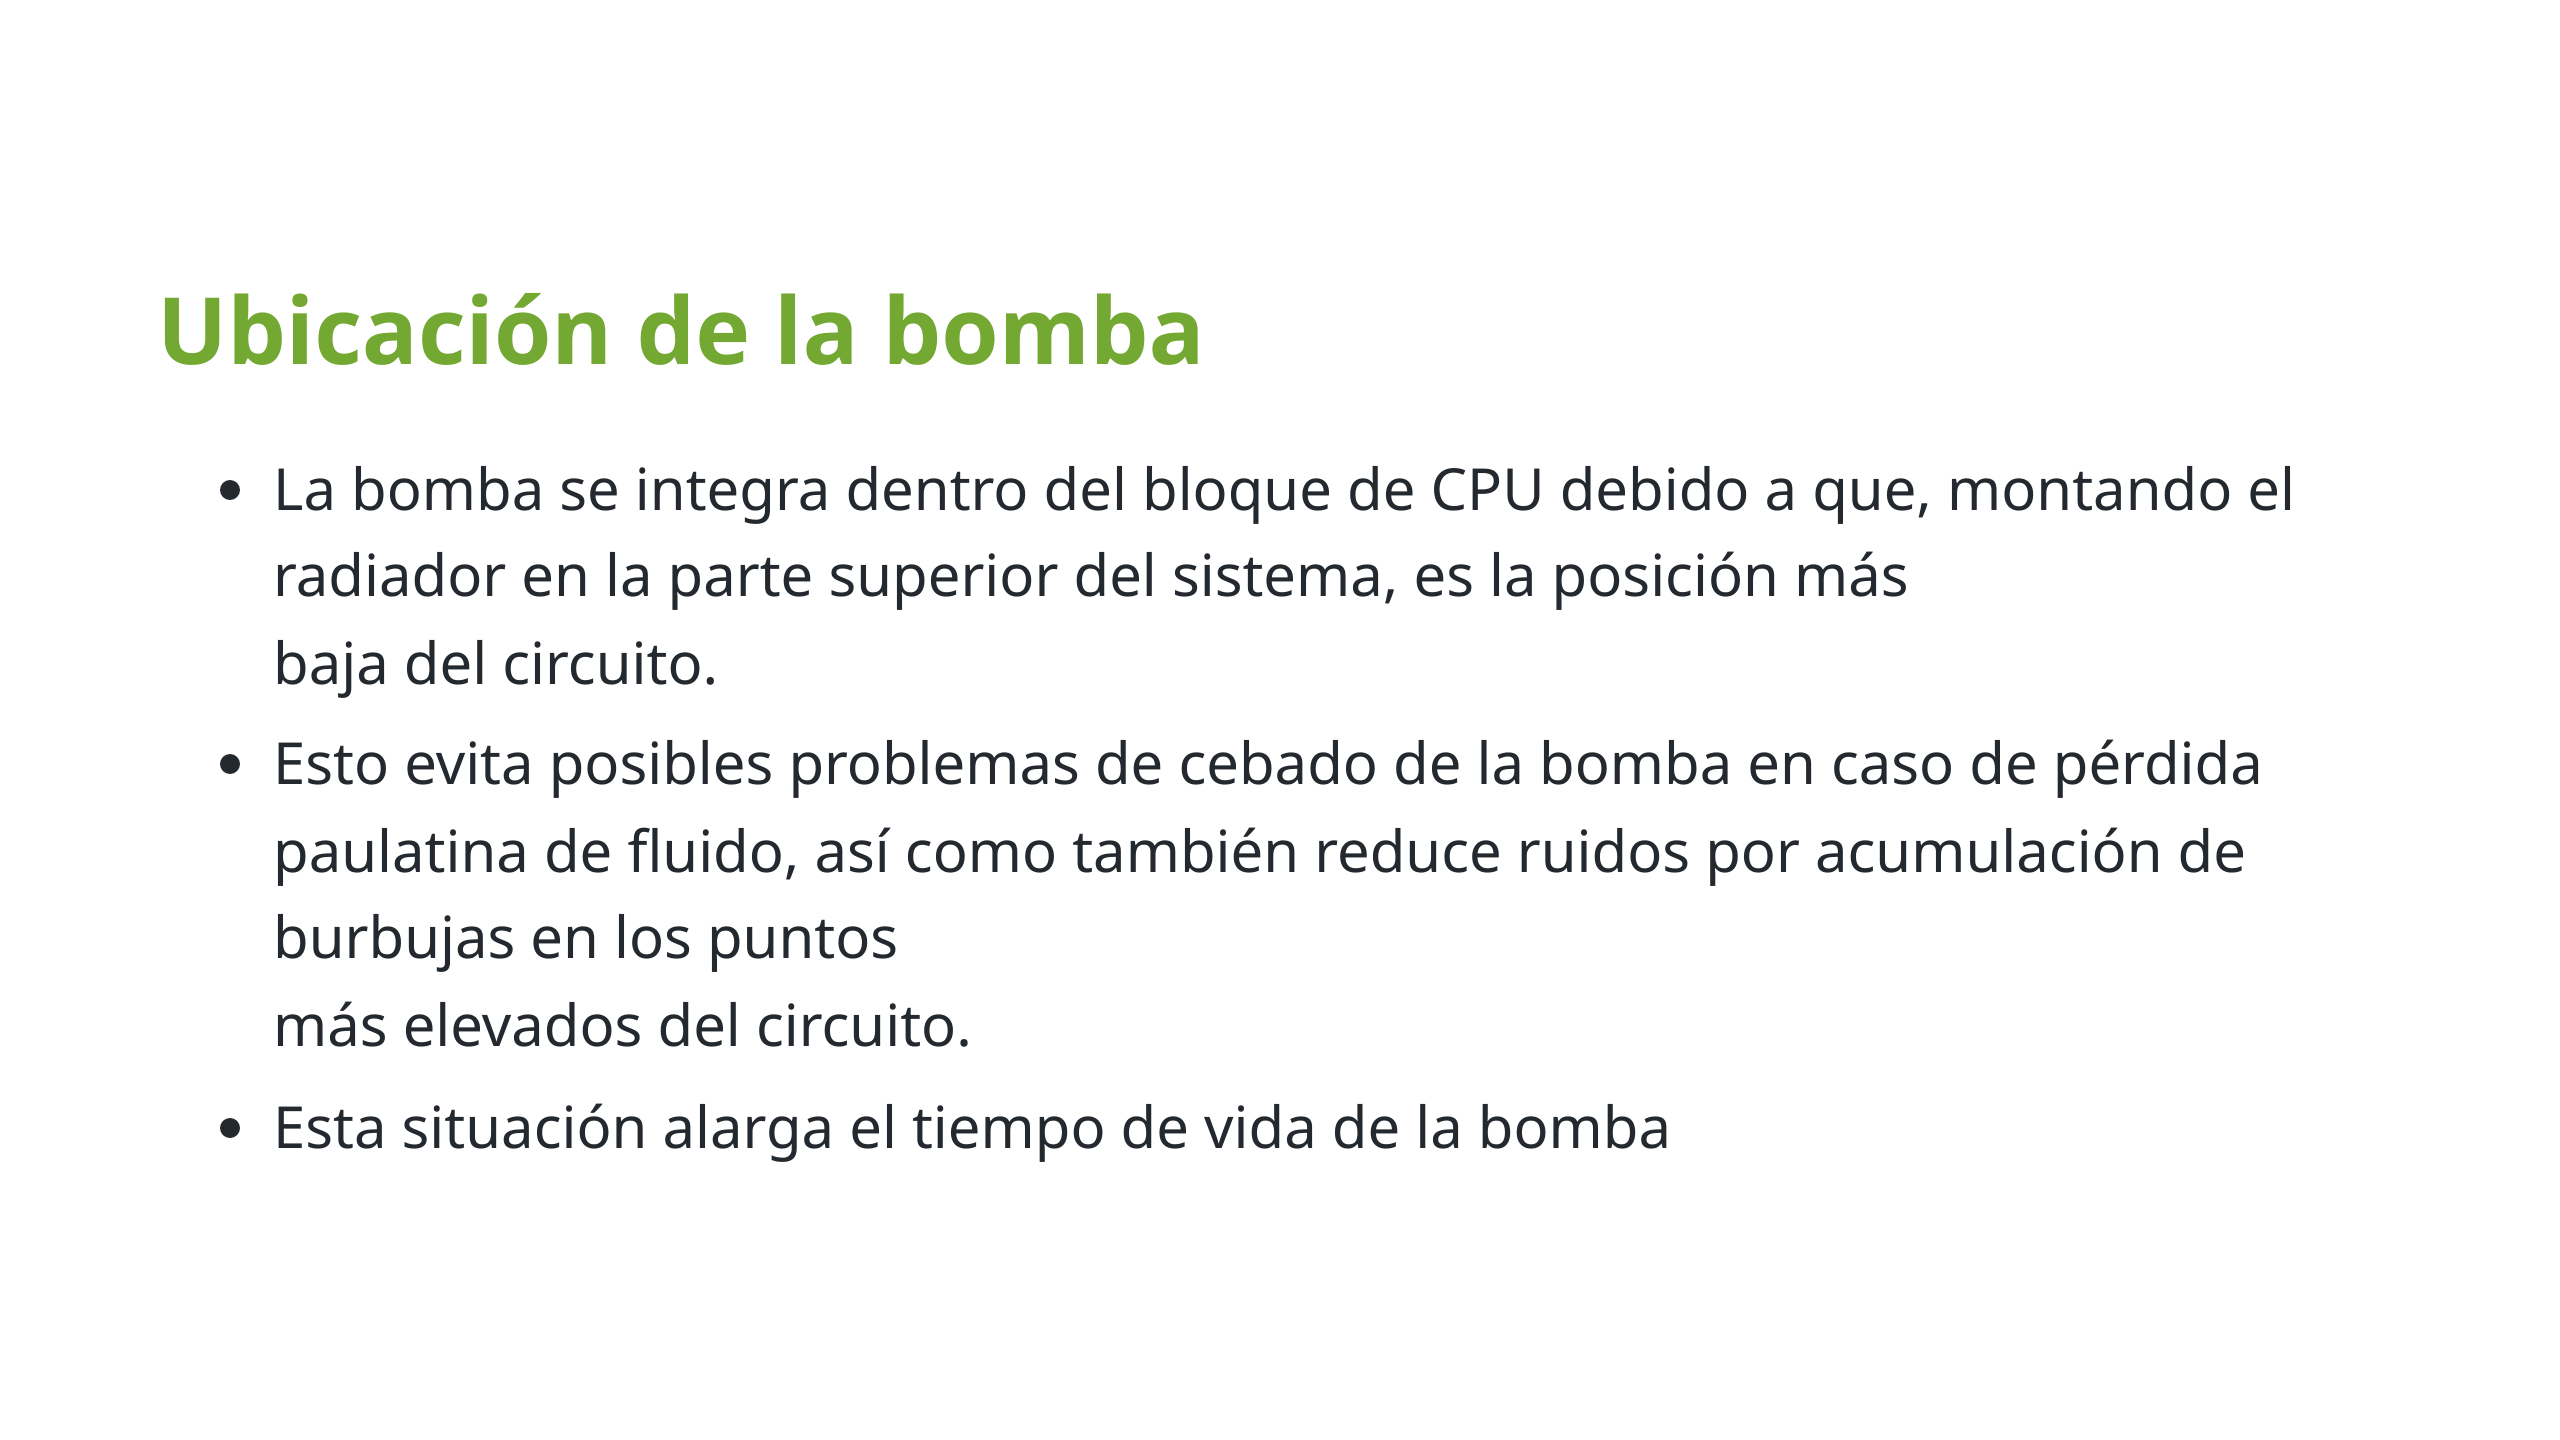 Ubicación de la bomba
La bomba se integra dentro del bloque de CPU debido a que, montando el
radiador en la parte superior del sistema, es la posición más
baja del circuito.
Esto evita posibles problemas de cebado de la bomba en caso de pérdida
paulatina de fluido, así como también reduce ruidos por acumulación de
burbujas en los puntos
más elevados del circuito.
Esta situación alarga el tiempo de vida de la bomba